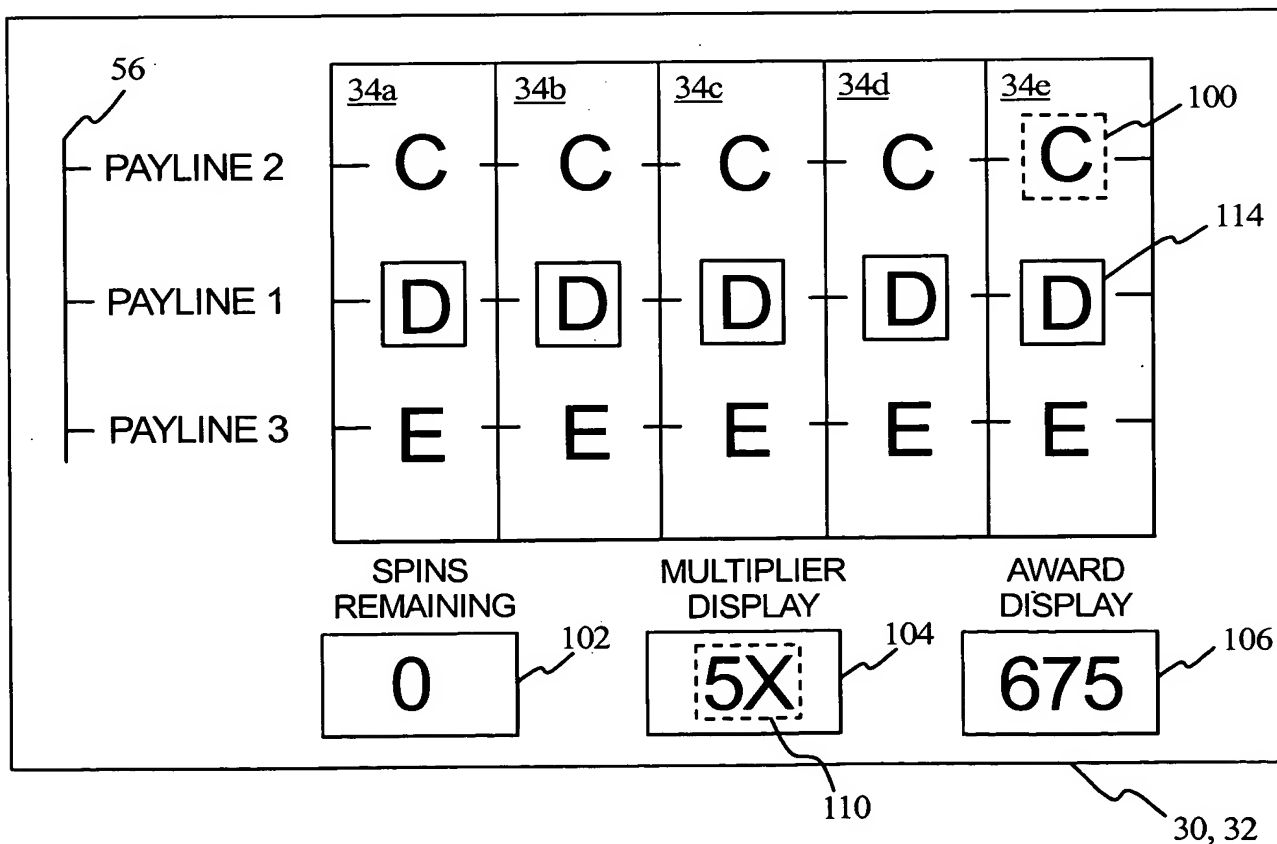 56
34a 34b 34c 34d 34e
100
PAYLINE 2 C C C C C
114
PAYLINE 1 D D D D D
PAYLINE 3 E E E E E
SPINS REMAINING
MULTIPLIER DISPLAY
AWARD DISPLAY
0 102
5X 104
675 106
110
30, 32